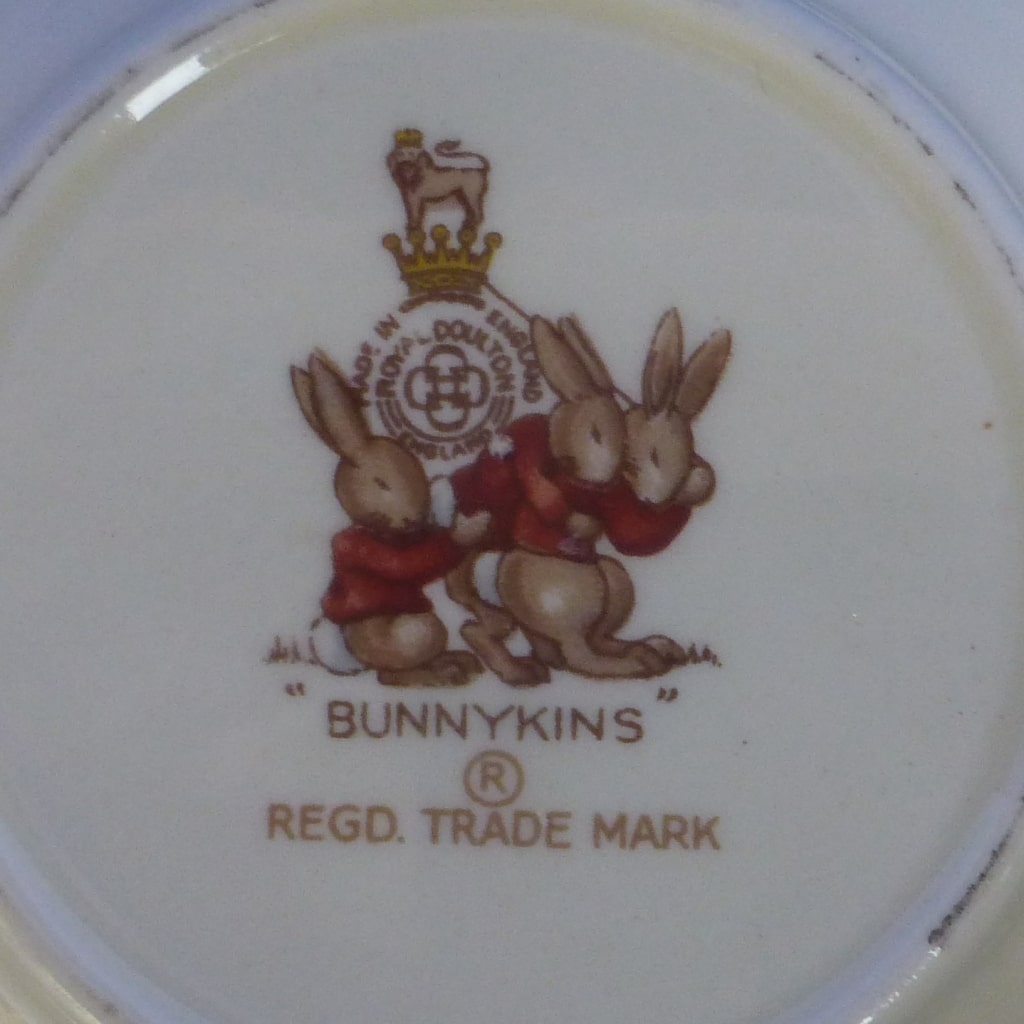 MADE IN ENGLAND
ROYAL DOULTON
ENGLAND
"BUNNYKINS"
®
REGD. TRADE MARK